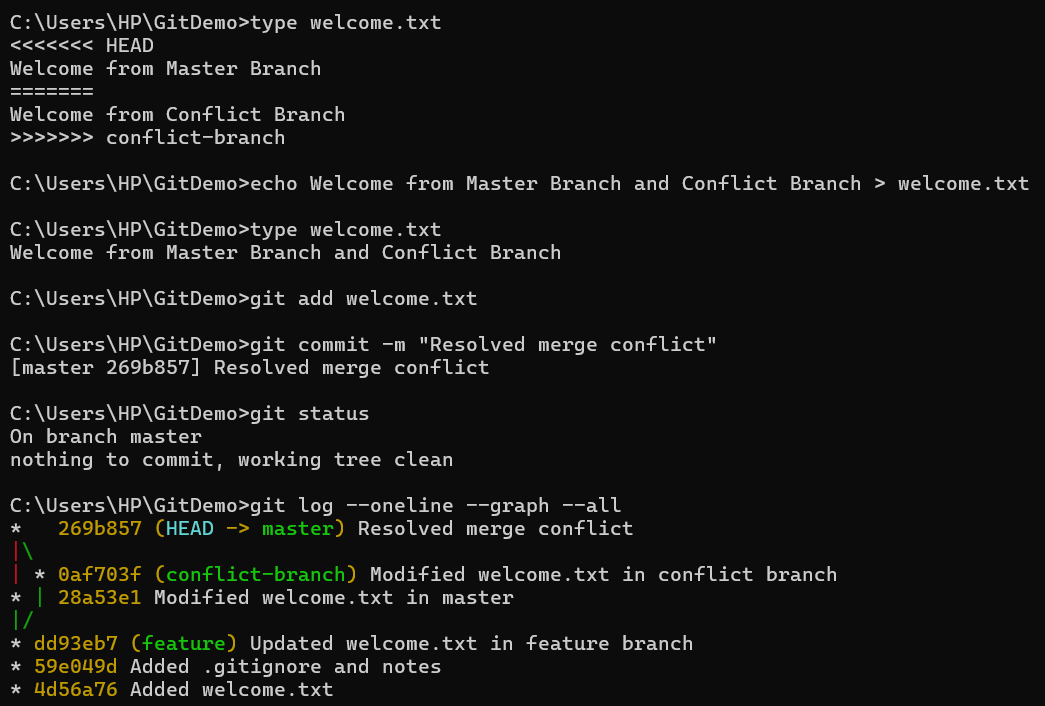 C:\Users\HP\GitDemo>type welcome.txt
<<<<<<< HEAD
Welcome from Master Branch
=======
Welcome from Conflict Branch
>>>>>>> conflict-branch

C:\Users\HP\GitDemo>echo Welcome from Master Branch and Conflict Branch > welcome.txt

C:\Users\HP\GitDemo>type welcome.txt
Welcome from Master Branch and Conflict Branch

C:\Users\HP\GitDemo>git add welcome.txt

C:\Users\HP\GitDemo>git commit -m "Resolved merge conflict"
[master 269b857] Resolved merge conflict

C:\Users\HP\GitDemo>git status
On branch master
nothing to commit, working tree clean

C:\Users\HP\GitDemo>git log --oneline --graph --all
*   269b857 (HEAD -> master) Resolved merge conflict
|\
| * 0af703f (conflict-branch) Modified welcome.txt in conflict branch
* | 28a53e1 Modified welcome.txt in master
|/
* dd93eb7 (feature) Updated welcome.txt in feature branch
* 59e049d Added .gitignore and notes
* 4d56a76 Added welcome.txt